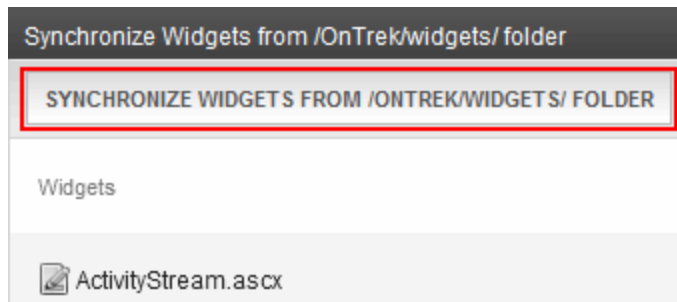 Synchronize Widgets from /OnTrek/widgets/ folder
SYNCHRONIZE WIDGETS FROM /ONTREK/WIDGETS/ FOLDER
Widgets
ActivityStream.ascx